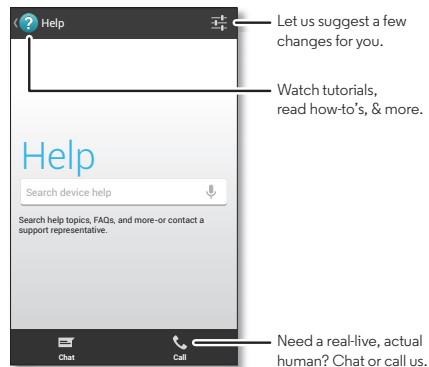 Help
Let us suggest a few
changes for you.
Watch tutorials,
read how-to's, & more.
Help
Search device help
Search help topics, FAQs, and more-or contact a
support representative.
Chat
Call
Need a real-live, actual
human? Chat or call us.